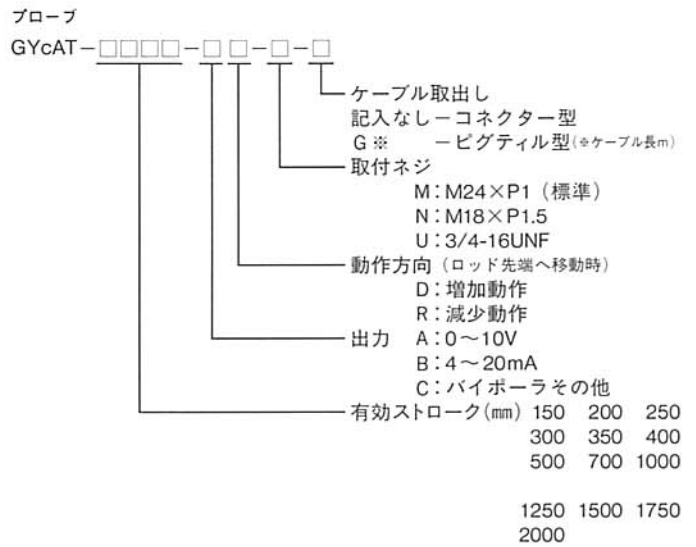 プローブ
GYcAT-□□□□-□□-□-□
ケーブル取出し
記入なし－コネクター型
G※ －ピグティル型(※ケーブル長m)
取付ネジ
M：M24×P1（標準）
N：M18×P1.5
U：3/4-16UNF
動作方向（ロッド先端へ移動時）
D：増加動作
R：減少動作
出力 A：0～10V
B：4～20mA
C：バイポーラその他
有効ストローク(mm) 150 200 250
300 350 400
500 700 1000
1250 1500 1750
2000